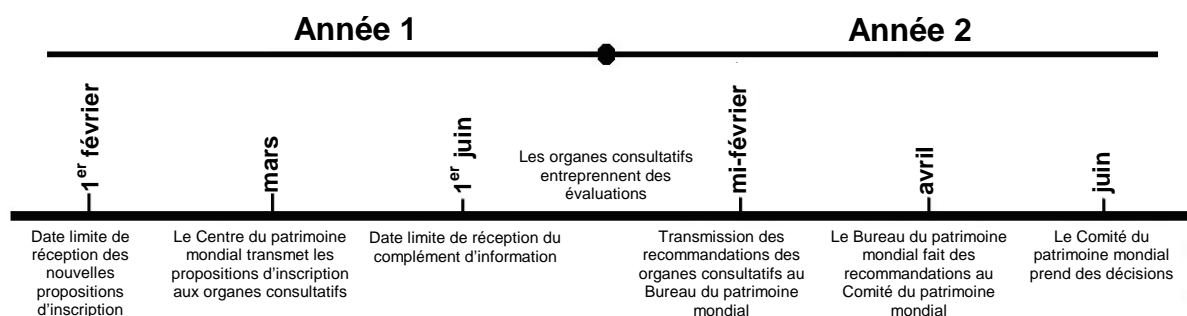 Année 1
Année 2
1er février
mars
1er juin
Les organes consultatifs
entreprennent des
évaluations
mi-février
avril
juin
Date limite de
réception des
nouvelles
propositions
d'inscription
Le Centre du patrimoine
mondial transmet les
propositions d'inscription
aux organes consultatifs
Date limite de réception du
complément d'information
Transmission des
recommandations des
organes consultatifs au
Bureau du patrimoine
mondial
Le Bureau du patrimoine
mondial fait des
recommandations au
Comité du patrimoine
mondial
Le Comité du
patrimoine mondial
prend des décisions